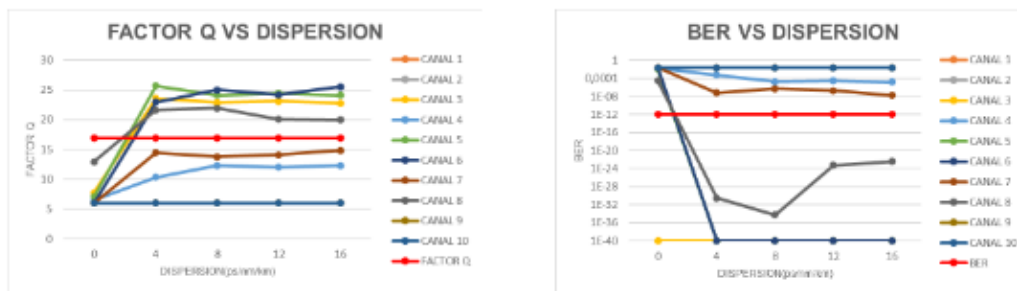 FACTOR Q VS DISPERSION
30
25
20
15
10
5
0
FACTOR Q
0 4 8 12 16
DISPERSION(ps/nm/km)
CANAL 1
CANAL 2
CANAL 3
CANAL 4
CANAL 5
CANAL 6
CANAL 7
CANAL 8
CANAL 9
CANAL 10
FACTOR Q
BER VS DISPERSION
1
0,0001
1E-08
1E-12
1E-16
1E-20
1E-24
1E-28
1E-32
1E-36
1E-40
BER
0 4 8 12 16
DISPERSION(ps/nm/km)
CANAL 1
CANAL 2
CANAL 3
CANAL 4
CANAL 5
CANAL 6
CANAL 7
CANAL 8
CANAL 9
CANAL 10
BER